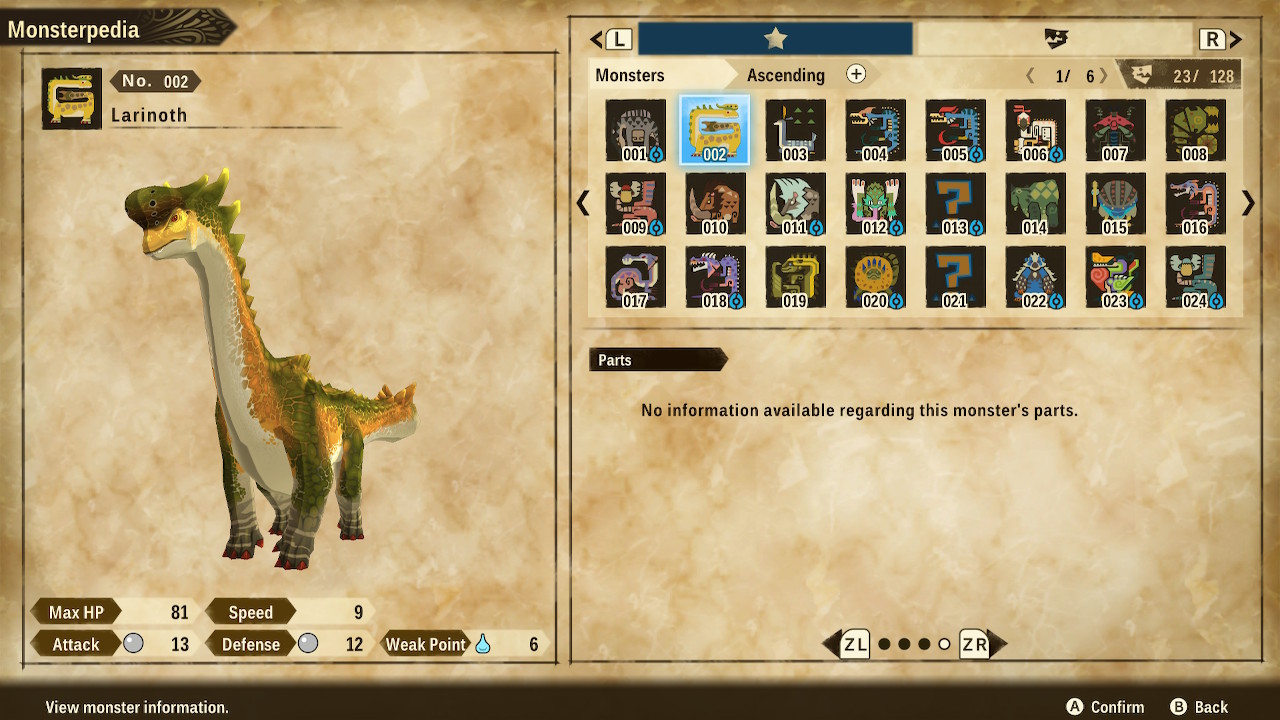 Monsterpedia
No. 002
Larinoth
Max HP 81 Speed 9
Attack 13 Defense 12 Weak Point 6
L R
Monsters Ascending 1/ 6 23/ 128
001 002 003 004 005 006 007 008
009 010 011 012 013 014 015 016
017 018 019 020 021 022 023 024
Parts
No information available regarding this monster's parts.
ZL ZR
View monster information.
A Confirm B Back